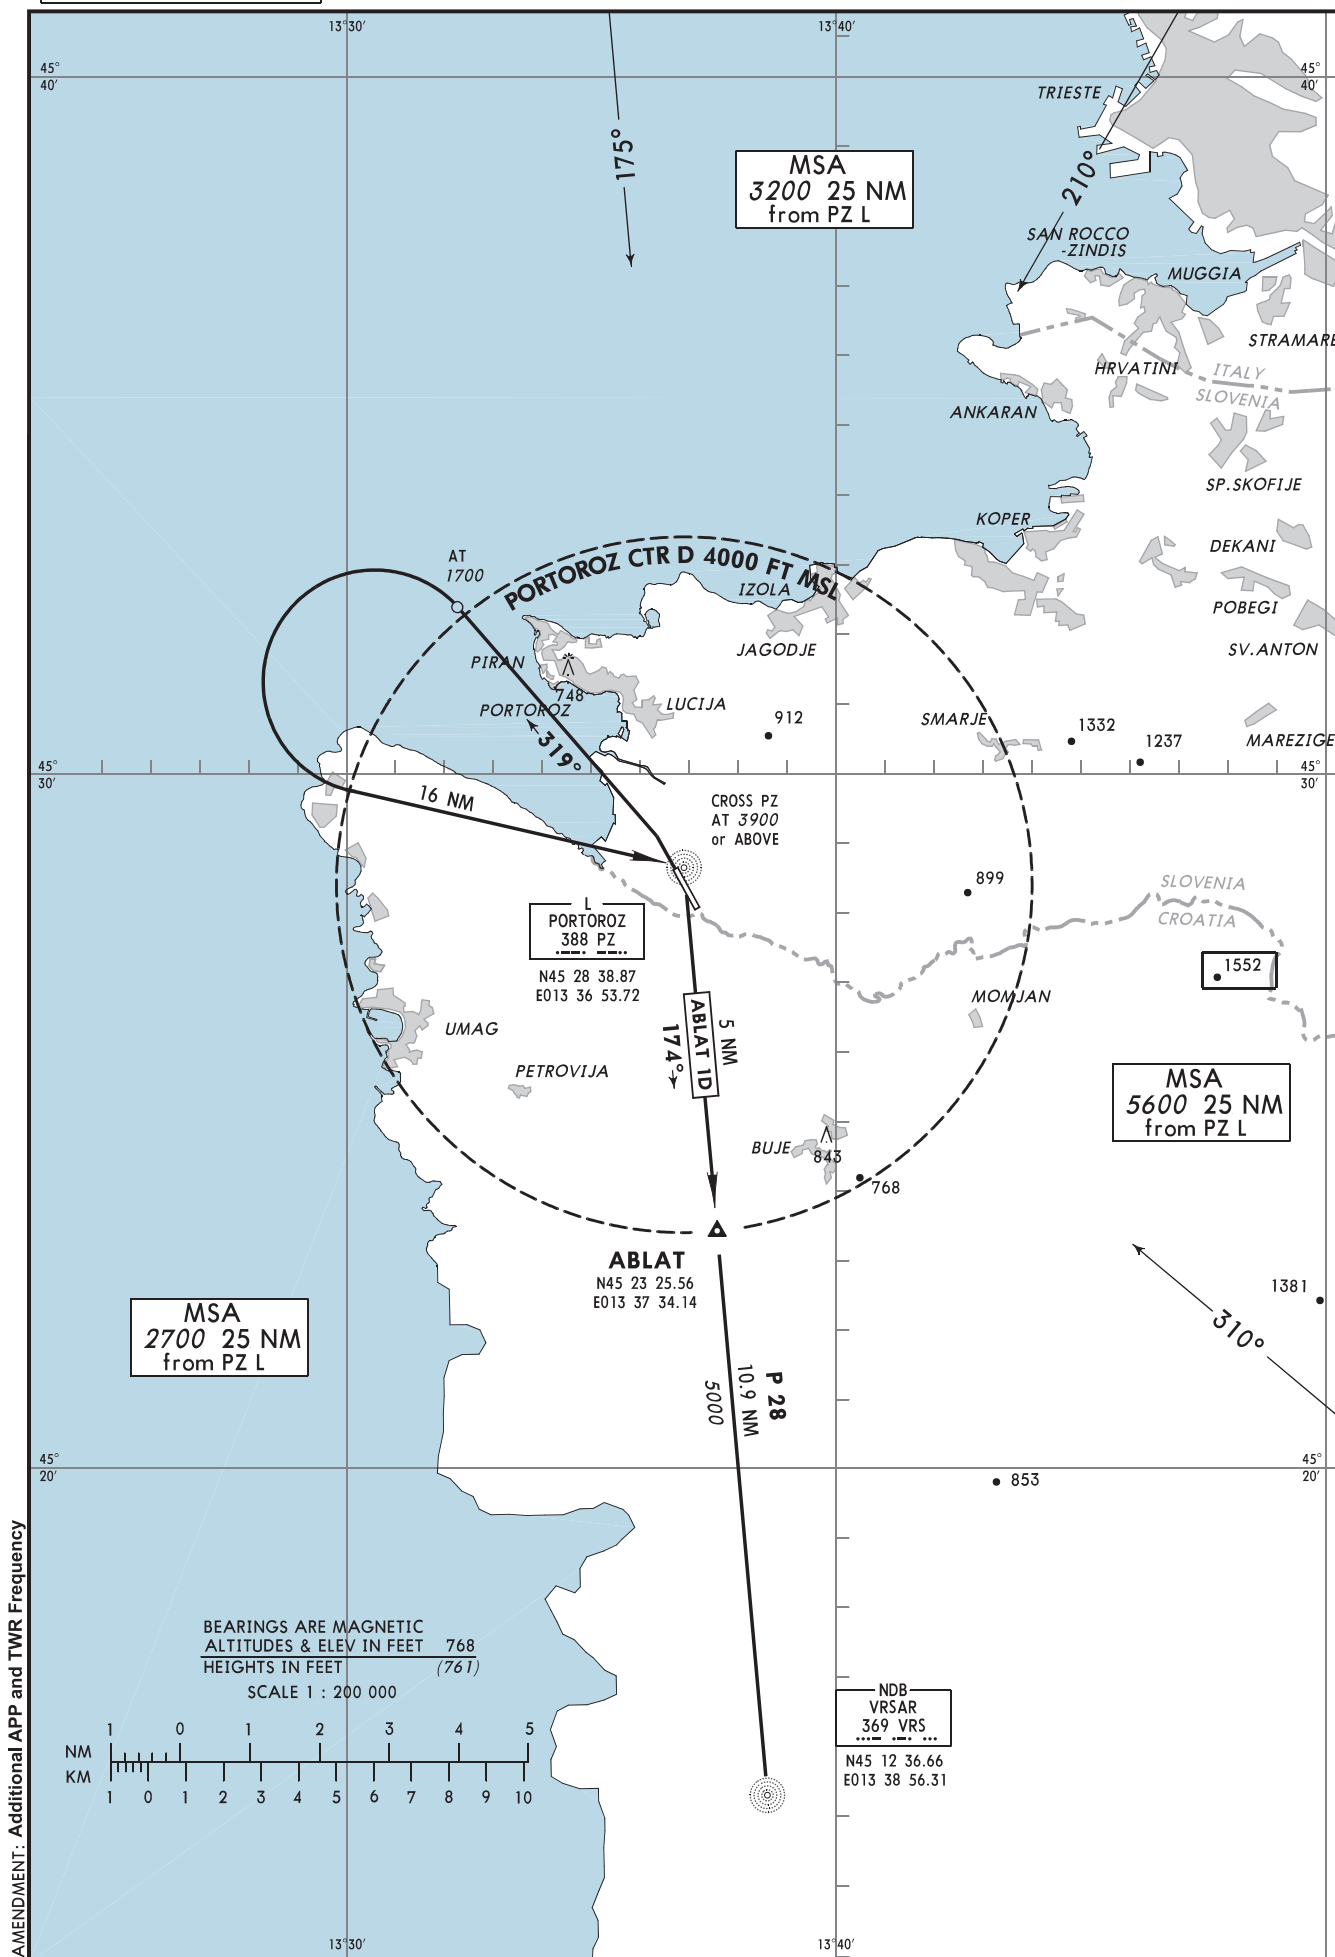 13°30′
13°40′
45°
40′
45°
40′
TRIESTE
175°
MSA
3200 25 NM
from PZ L
210°
SAN ROCCO
-ZINDIS
MUGGIA
STRAMARE
HRVATINI
ITALY
SLOVENIA
ANKARAN
SP.SKOFIJE
KOPER
DEKANI
AT
1700
PORTOROZ CTR D 4000 FT MSL
IZOLA
POBEGI
JAGODJE
SV.ANTON
PIRAN
748
LUCIJA
PORTOROZ
912
SMARJE
1332
1237
MAREZIGE
319°
45°
30′
45°
30′
16 NM
CROSS PZ
AT 3900
or ABOVE
899
SLOVENIA
CROATIA
L
PORTOROZ
388 PZ
N45 28 38.87
E013 36 53.72
1552
MOMJAN
UMAG
ABLAT 1D
5 NM
174°
PETROVIJA
MSA
5600 25 NM
from PZ L
BUJE
843
768
ABLAT
N45 23 25.56
E013 37 34.14
1381
310°
MSA
2700 25 NM
from PZ L
P 28
10.9 NM
5000
45°
20′
45°
20′
853
BEARINGS ARE MAGNETIC
ALTITUDES & ELEV IN FEET 768
HEIGHTS IN FEET (761)
SCALE 1 : 200 000
1 0 1 2 3 4 5
NM
KM
1 0 1 2 3 4 5 6 7 8 9 10
NDB
VRSAR
369 VRS
N45 12 36.66
E013 38 56.31
13°30′
13°40′
AMENDMENT: Additional APP and TWR Frequency